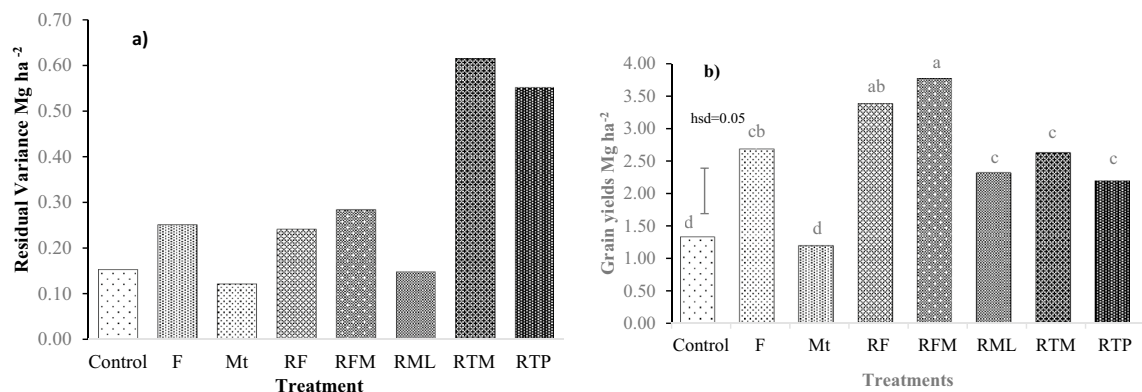 a)
Residual Variance Mg ha⁻²
0.70
0.60
0.50
0.40
0.30
0.20
0.10
0.00
Control F Mt RF RFM RML RTM RTP
Treatment
b)
Grain yields Mg ha⁻²
4.00
3.50
3.00
2.50
2.00
1.50
1.00
0.50
0.00
hsd=0.05
d cb d ab a c c c
Control F Mt RF RFM RML RTM RTP
Treatments